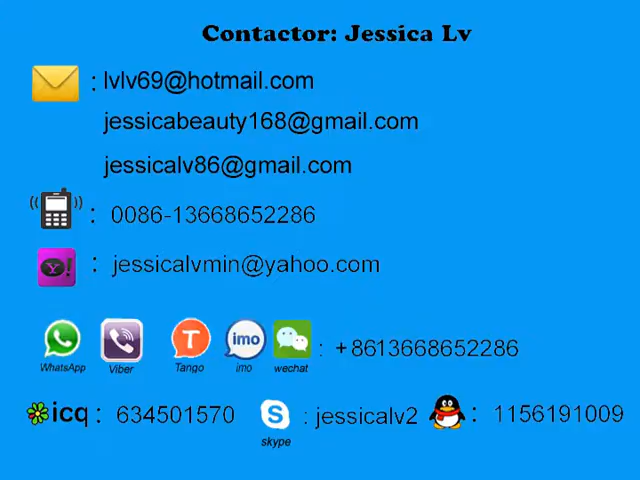 Contactor: Jessica Lv
: lvlv69@hotmail.com
jessicabeauty168@gmail.com
jessicalv86@gmail.com
: 0086-13668652286
Y! : jessicalvmin@yahoo.com
T imo : +8613668652286
WhatsApp Viber Tango imo wechat
icq : 634501570 S : jessicalv2 : 1156191009
skype